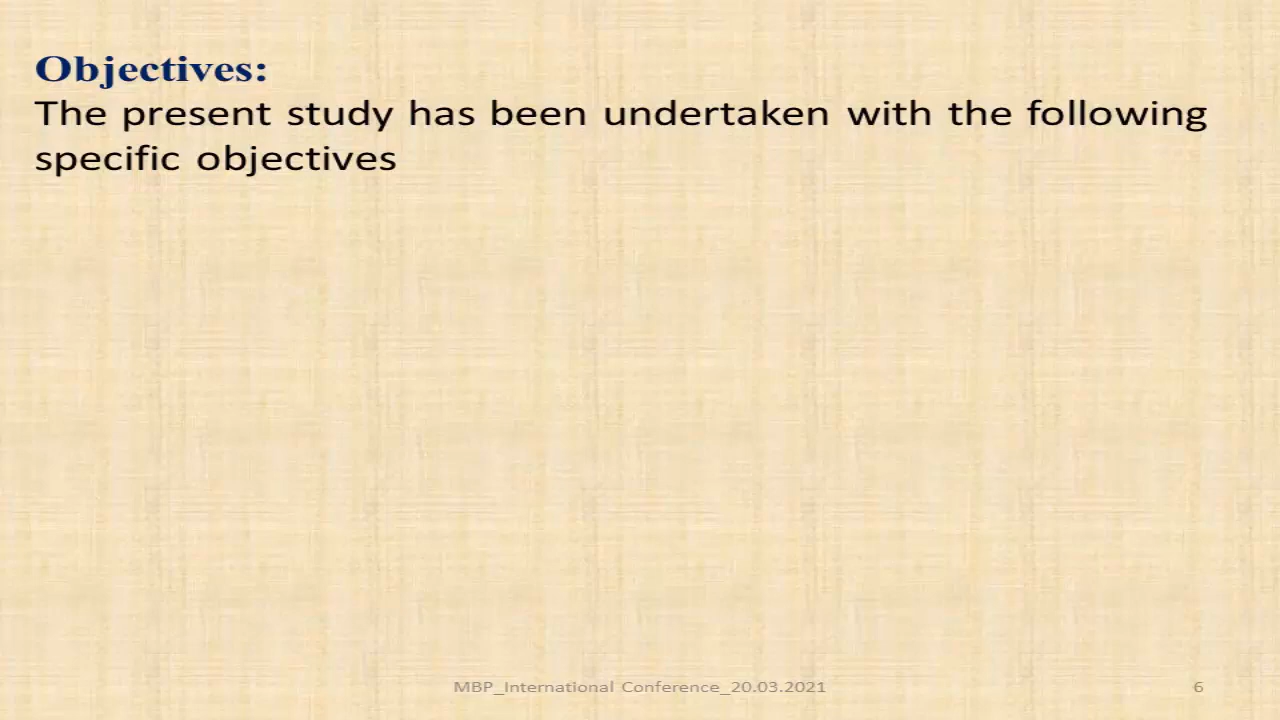 Objectives:
The present study has been undertaken with the following
specific objectives
MBP_International Conference_20.03.2021
6